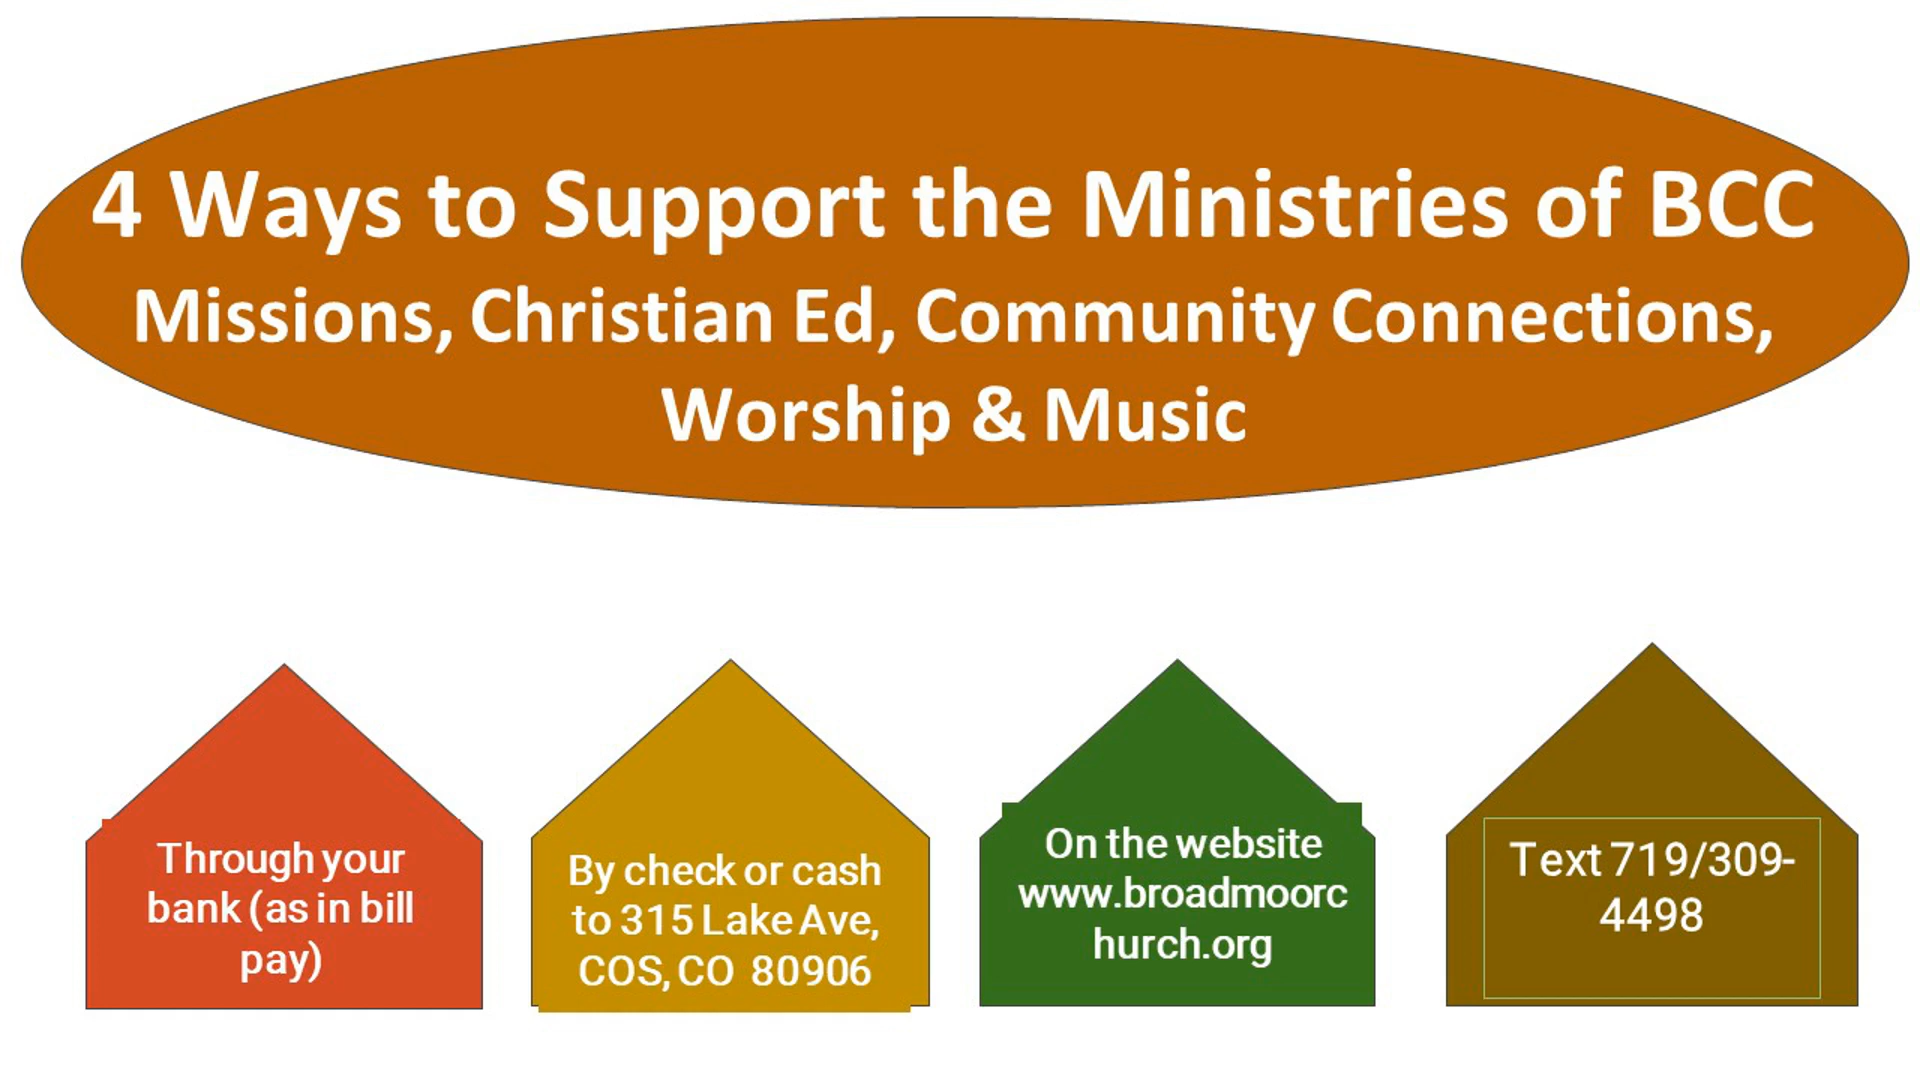 4 Ways to Support the Ministries of BCC
Missions, Christian Ed, Community Connections,
Worship & Music
Through your
bank (as in bill
pay)
By check or cash
to 315 Lake Ave,
COS, CO 80906
On the website
www.broadmoorc
hurch.org
Text 719/309-
4498